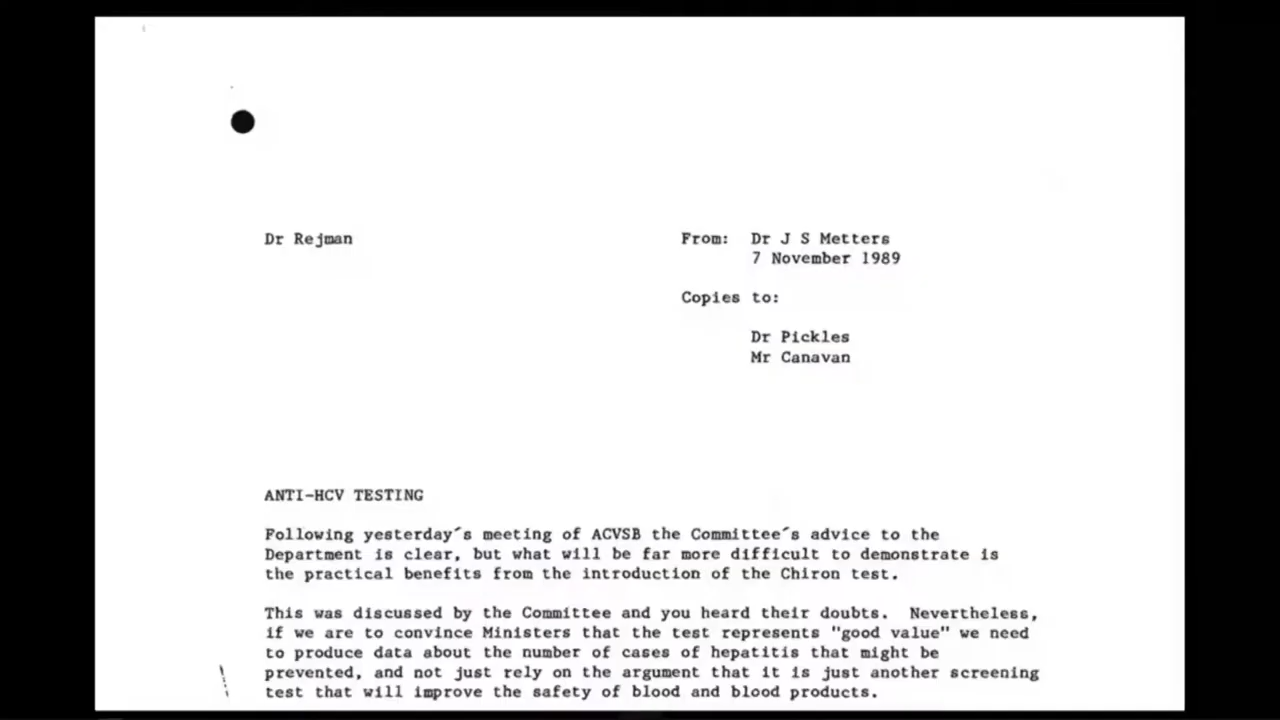 Dr Rejman
From: Dr J S Metters
7 November 1989
Copies to:
Dr Pickles
Mr Canavan
ANTI-HCV TESTING
Following yesterday´s meeting of ACVSB the Committee´s advice to the
Department is clear, but what will be far more difficult to demonstrate is
the practical benefits from the introduction of the Chiron test.
This was discussed by the Committee and you heard their doubts. Nevertheless,
if we are to convince Ministers that the test represents "good value" we need
to produce data about the number of cases of hepatitis that might be
prevented, and not just rely on the argument that it is just another screening
test that will improve the safety of blood and blood products.